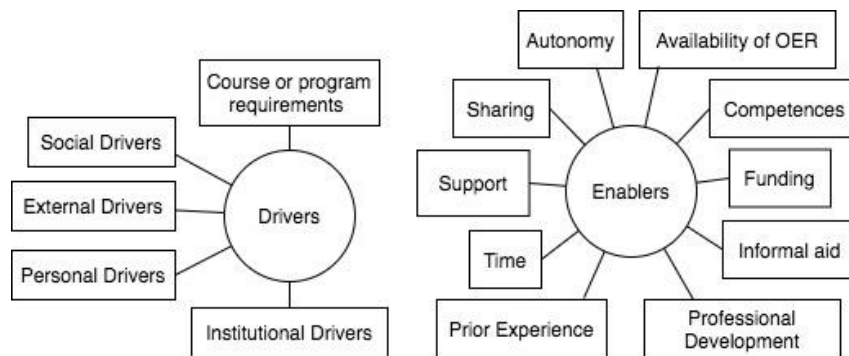 Course or program
requirements
Social Drivers
External Drivers
Drivers
Personal Drivers
Institutional Drivers
Autonomy
Availability of OER
Sharing
Competences
Support
Enablers
Funding
Time
Informal aid
Prior Experience
Professional
Development